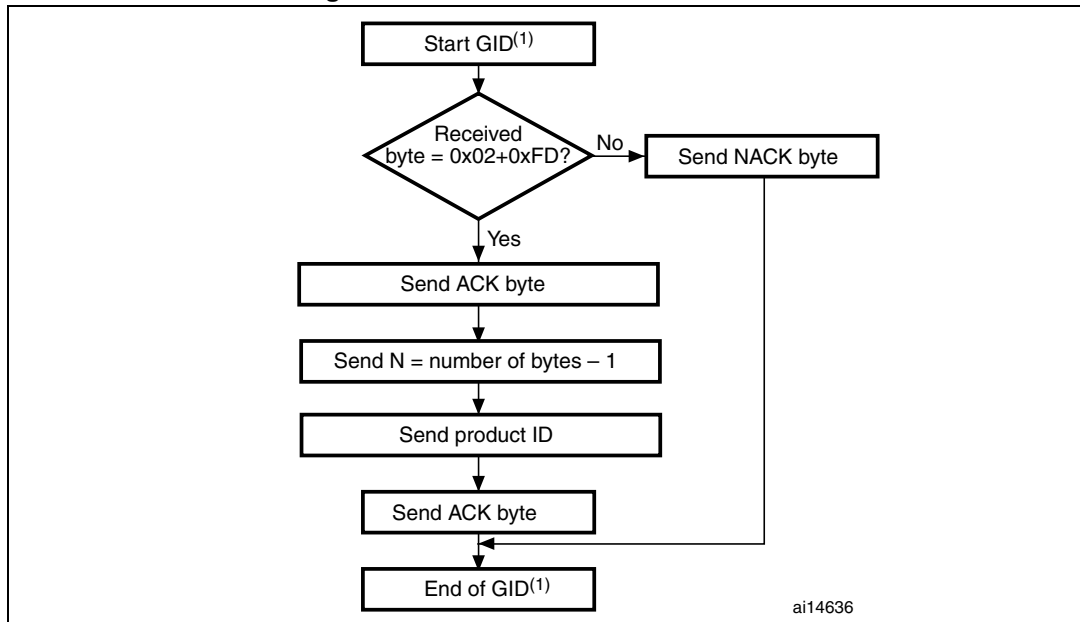 Start GID(1)
Received
byte = 0x02+0xFD?
No
Send NACK byte
Yes
Send ACK byte
Send N = number of bytes – 1
Send product ID
Send ACK byte
End of GID(1)
ai14636